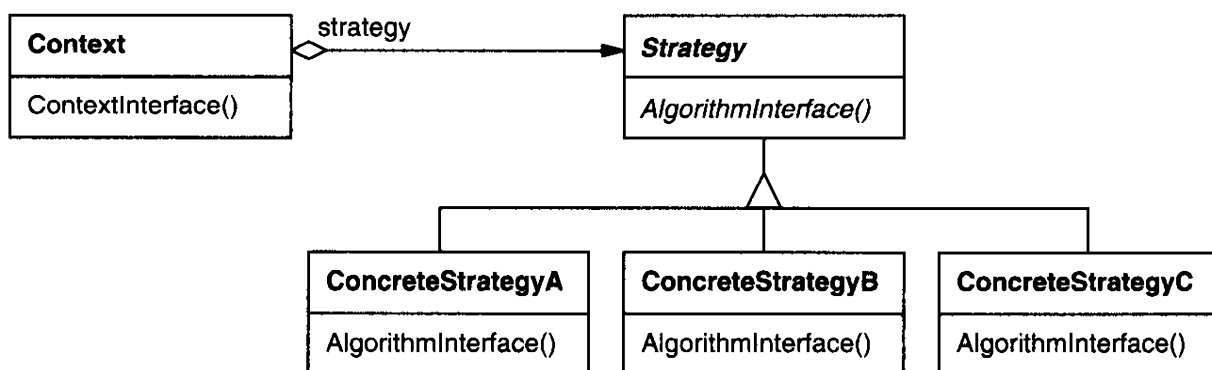 strategy
Context
Strategy
ContextInterface()
AlgorithmInterface()
ConcreteStrategyA
ConcreteStrategyB
ConcreteStrategyC
AlgorithmInterface()
AlgorithmInterface()
AlgorithmInterface()